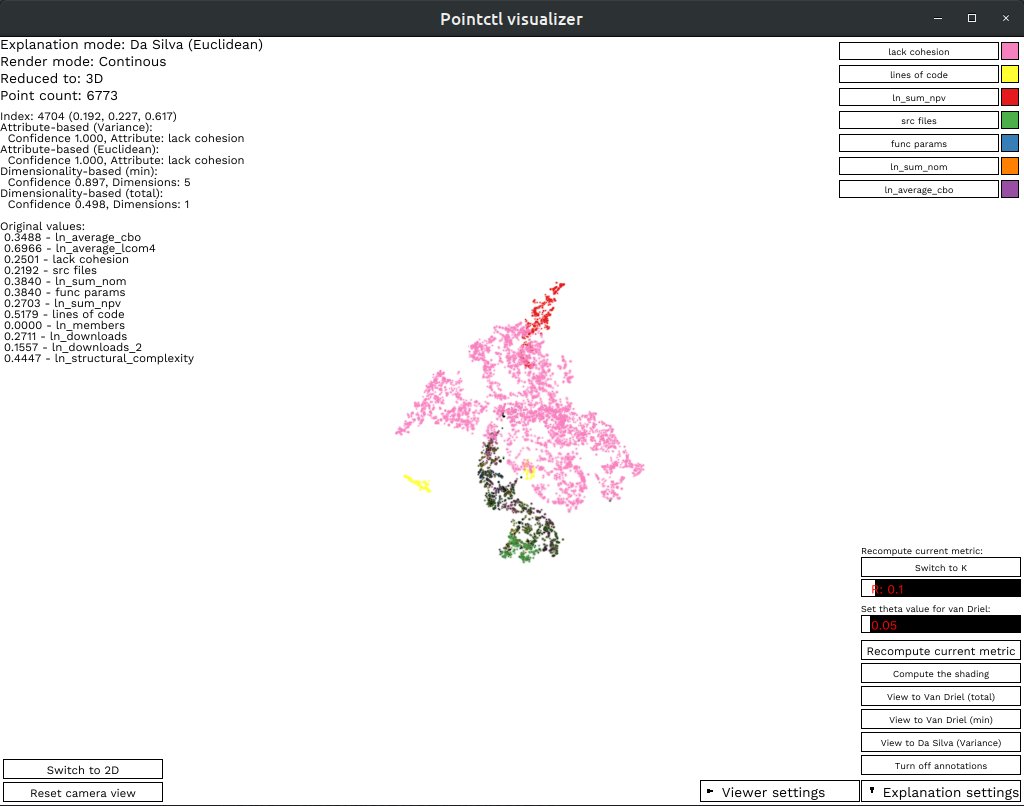 Pointctl visualizer
Explanation mode: Da Silva (Euclidean)
Render mode: Continous
Reduced to: 3D
Point count: 6773
Index: 4704 (0.192, 0.227, 0.617)
Attribute-based (Variance):
Confidence 1.000, Attribute: lack cohesion
Attribute-based (Euclidean):
Confidence 1.000, Attribute: lack cohesion
Dimensionality-based (min):
Confidence 0.897, Dimensions: 5
Dimensionality-based (total):
Confidence 0.498, Dimensions: 1
Original values:
0.3488 - ln_average_cbo
0.6966 - ln_average_lcom4
0.2501 - lack cohesion
0.2192 - src files
0.3840 - ln_sum_nom
0.3840 - func params
0.2703 - ln_sum_npv
0.5179 - lines of code
0.0000 - ln_members
0.2711 - ln_downloads
0.1557 - ln_downloads_2
0.4447 - ln_structural_complexity
lack cohesion
lines of code
ln_sum_npv
src files
func params
ln_sum_nom
ln_average_cbo
Recompute current metric:
Switch to K
R: 0.1
Set theta value for van Driel:
0.05
Recompute current metric
Compute the shading
View to Van Driel (total)
View to Van Driel (min)
View to Da Silva (Variance)
Turn off annotations
Switch to 2D
Reset camera view
Viewer settings
Explanation settings